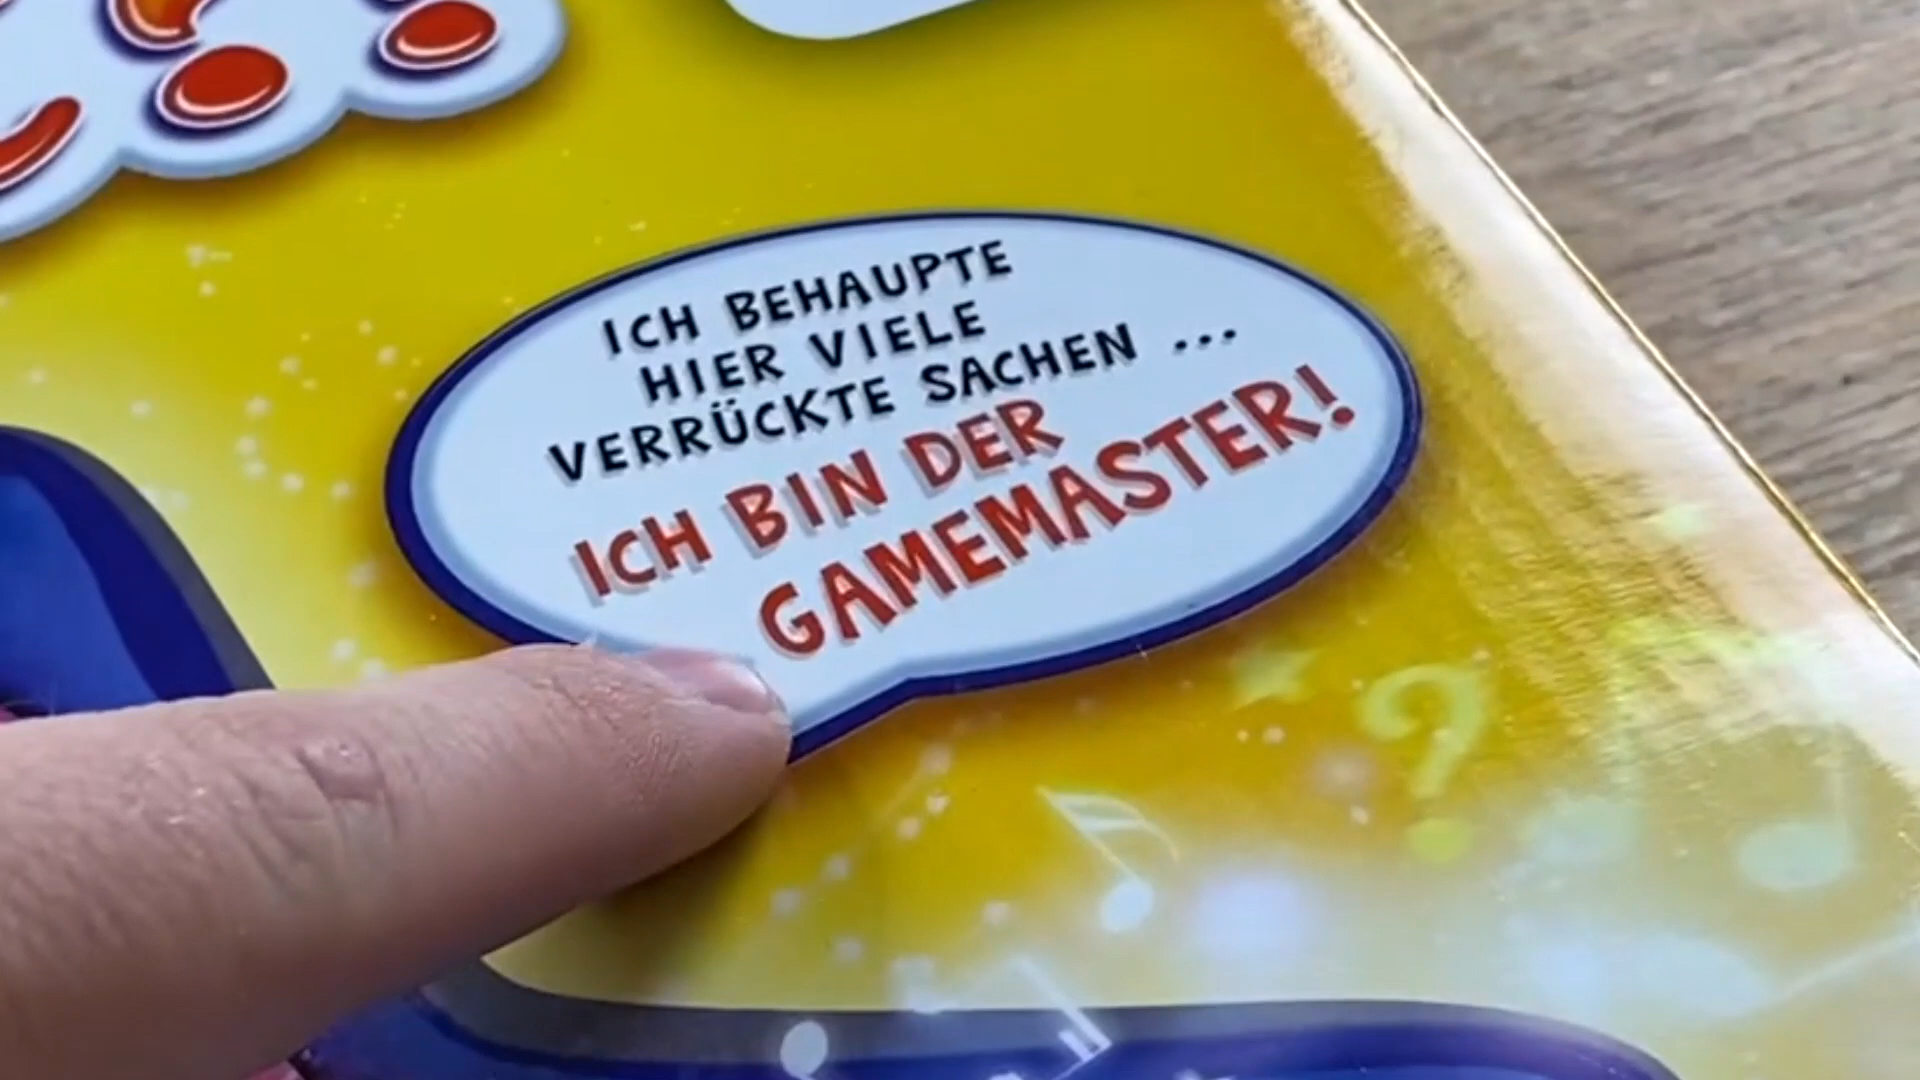 ICH BEHAUPTE
HIER VIELE
VERRÜCKTE SACHEN ...
ICH BIN DER
GAMEMASTER!